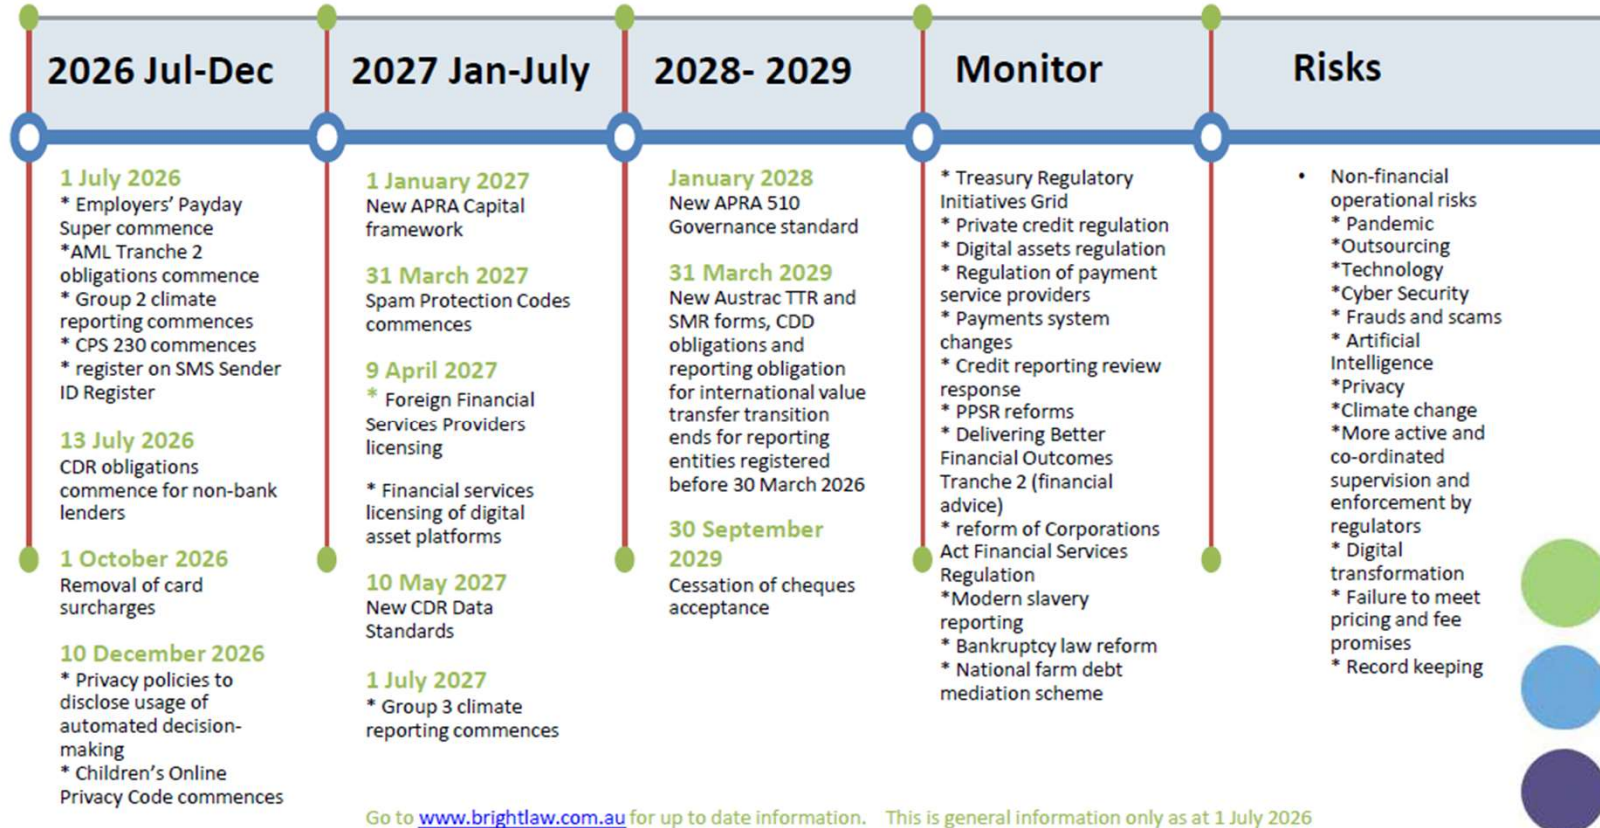 2026 Jul-Dec
1 July 2026
* Employers’ Payday
Super commence
*AML Tranche 2
obligations commence
* Group 2 climate
reporting commences
* CPS 230 commences
* register on SMS Sender
ID Register
13 July 2026
CDR obligations
commence for non-bank
lenders
1 October 2026
Removal of card
surcharges
10 December 2026
* Privacy policies to
disclose usage of
automated decision-
making
* Children’s Online
Privacy Code commences
2027 Jan-July
1 January 2027
New APRA Capital
framework
31 March 2027
Spam Protection Codes
commences
9 April 2027
* Foreign Financial
Services Providers
licensing
* Financial services
licensing of digital
asset platforms
10 May 2027
New CDR Data
Standards
1 July 2027
* Group 3 climate
reporting commences
2028- 2029
January 2028
New APRA 510
Governance standard
31 March 2029
New Austrac TTR and
SMR forms, CDD
obligations and
reporting obligation
for international value
transfer transition
ends for reporting
entities registered
before 30 March 2026
30 September
2029
Cessation of cheques
acceptance
Monitor
* Treasury Regulatory
Initiatives Grid
* Private credit regulation
* Digital assets regulation
* Regulation of payment
service providers
* Payments system
changes
* Credit reporting review
response
* PPSR reforms
* Delivering Better
Financial Outcomes
Tranche 2 (financial
advice)
* reform of Corporations
Act Financial Services
Regulation
*Modern slavery
reporting
* Bankruptcy law reform
* National farm debt
mediation scheme
Risks
• Non-financial
operational risks
* Pandemic
*Outsourcing
*Technology
*Cyber Security
* Frauds and scams
* Artificial
Intelligence
*Privacy
*Climate change
*More active and
co-ordinated
supervision and
enforcement by
regulators
* Digital
transformation
* Failure to meet
pricing and fee
promises
* Record keeping
Go to www.brightlaw.com.au for up to date information. This is general information only as at 1 July 2026